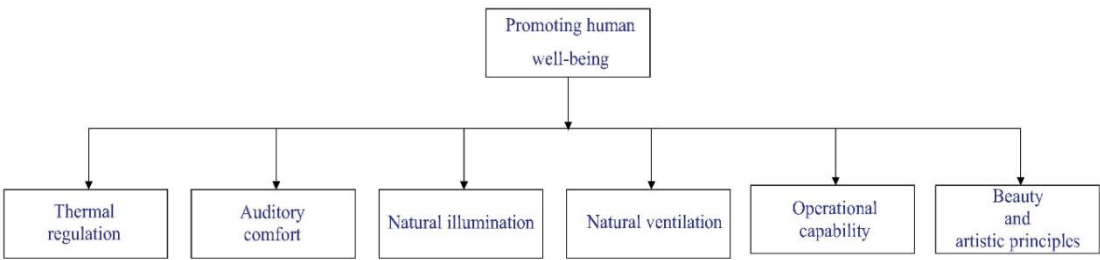 Promoting human
well-being
Thermal
regulation
Auditory
comfort
Natural illumination
Natural ventilation
Operational
capability
Beauty
and
artistic principles